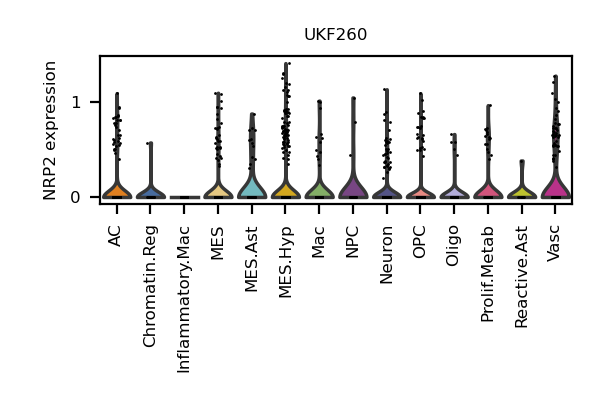 UKF260
NRP2 expression
1
0
AC
Chromatin.Reg
Inflammatory.Mac
MES
MES.Ast
MES.Hyp
Mac
NPC
Neuron
OPC
Oligo
Prolif.Metab
Reactive.Ast
Vasc